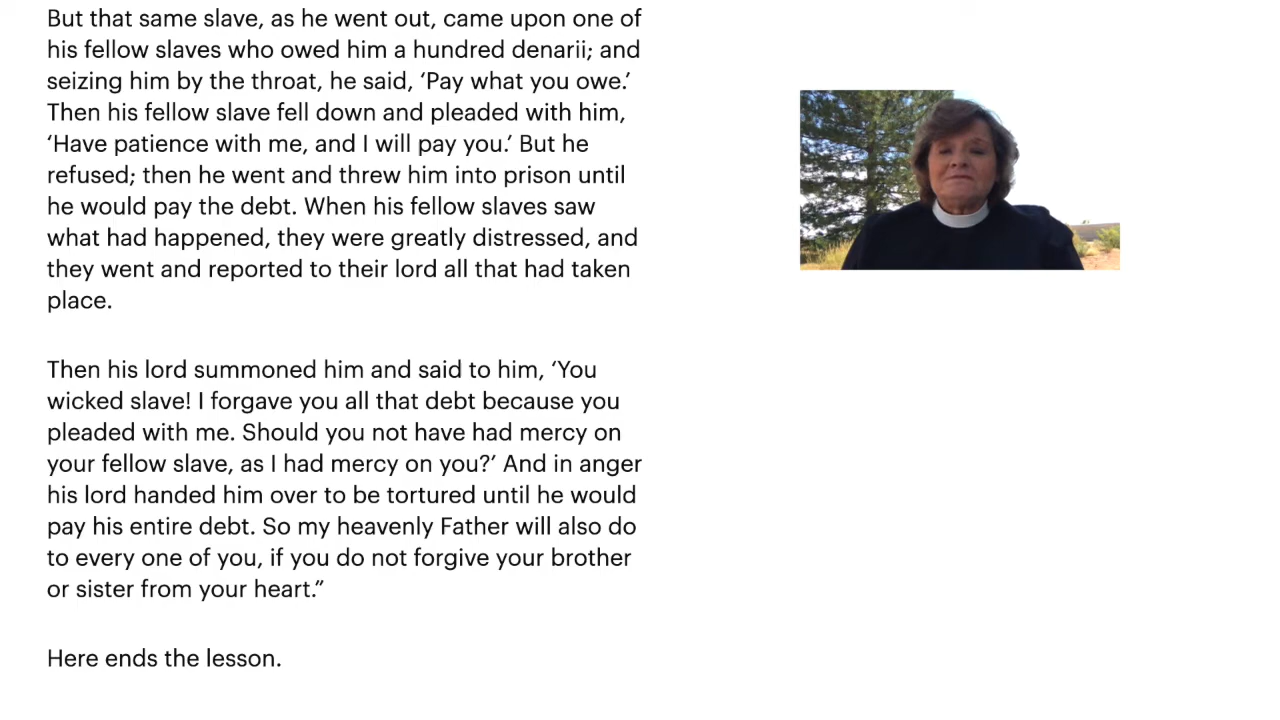 But that same slave, as he went out, came upon one of
his fellow slaves who owed him a hundred denarii; and
seizing him by the throat, he said, ‘Pay what you owe.’
Then his fellow slave fell down and pleaded with him,
‘Have patience with me, and I will pay you.’ But he
refused; then he went and threw him into prison until
he would pay the debt. When his fellow slaves saw
what had happened, they were greatly distressed, and
they went and reported to their lord all that had taken
place.
Then his lord summoned him and said to him, ‘You
wicked slave! I forgave you all that debt because you
pleaded with me. Should you not have had mercy on
your fellow slave, as I had mercy on you?’ And in anger
his lord handed him over to be tortured until he would
pay his entire debt. So my heavenly Father will also do
to every one of you, if you do not forgive your brother
or sister from your heart.”
Here ends the lesson.